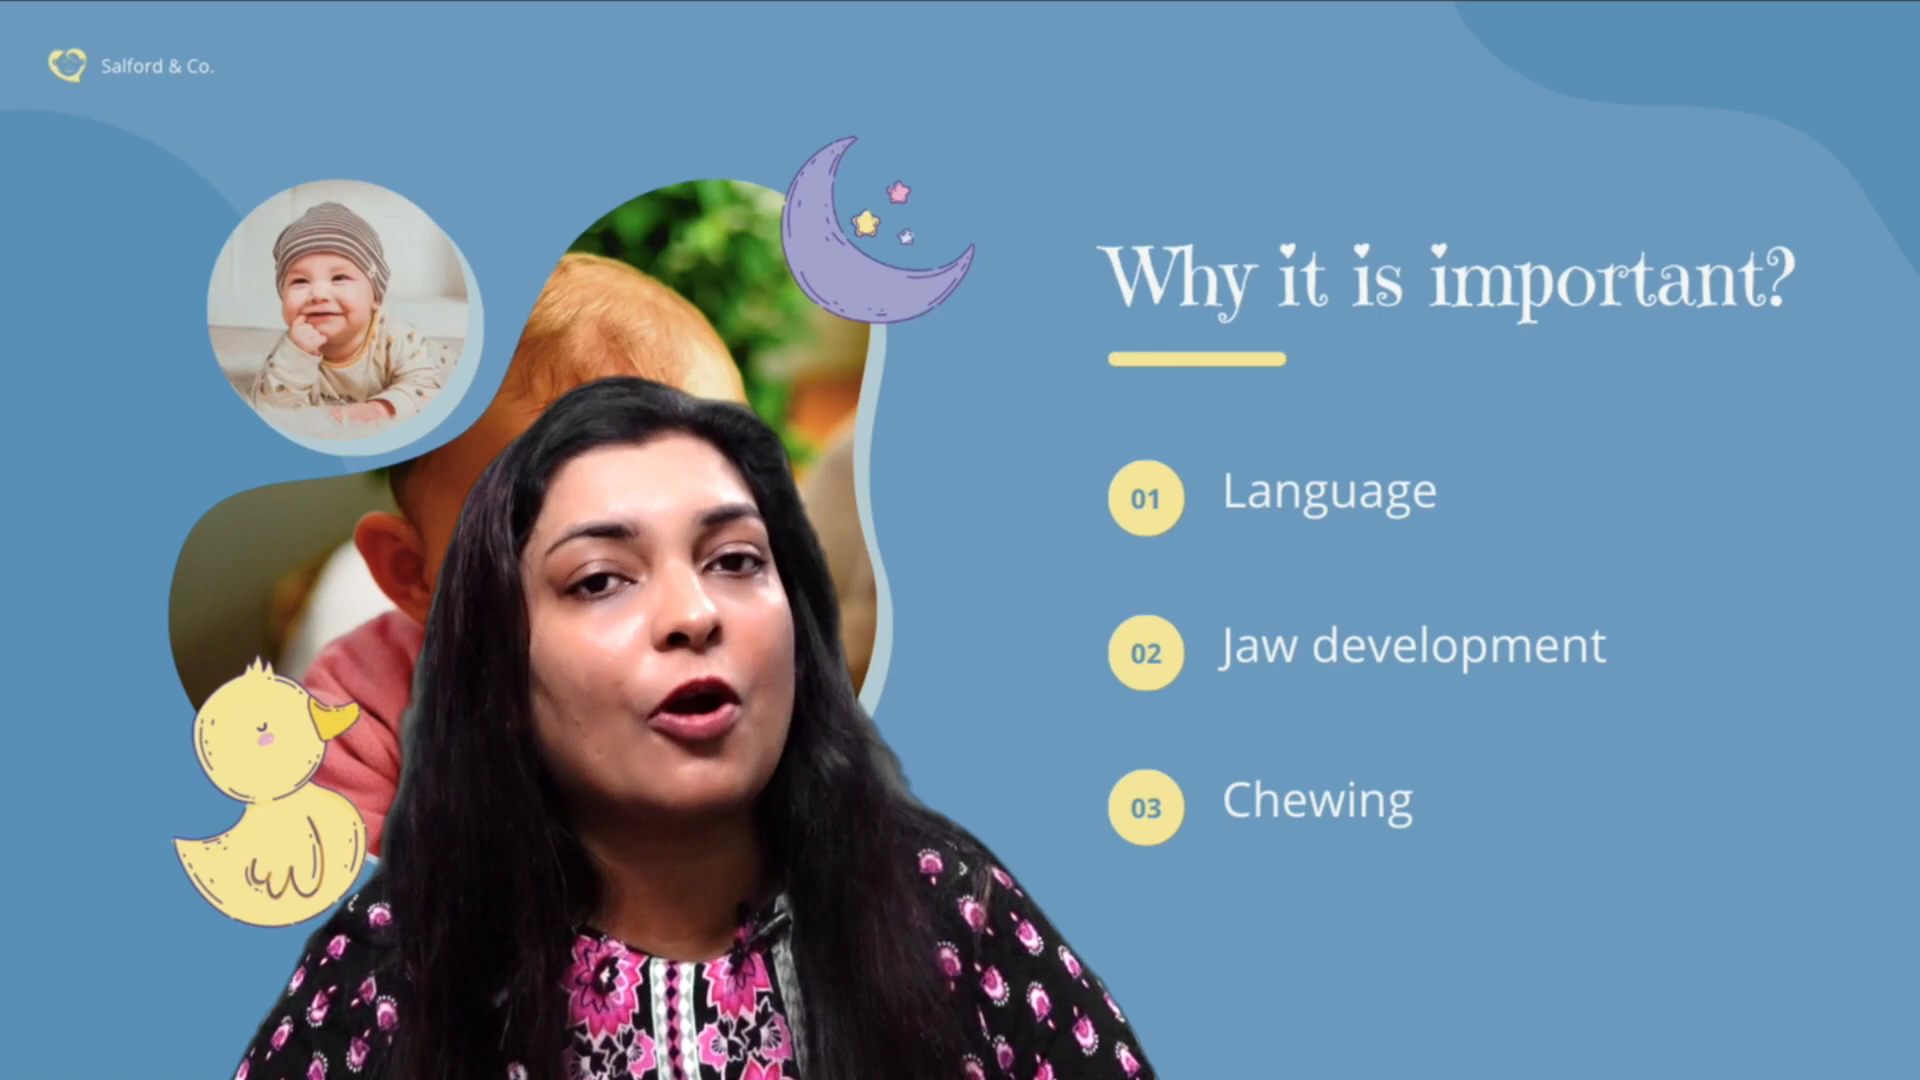 Salford & Co.
Why it is important?
01 Language
02 Jaw development
03 Chewing